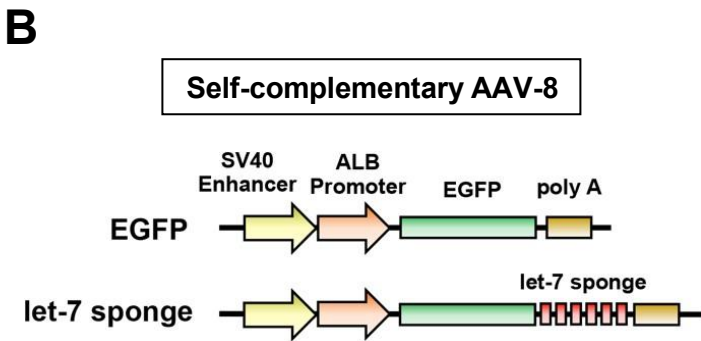 B
Self-complementary AAV-8
SV40
Enhancer
ALB
Promoter
EGFP
poly A
EGFP
let-7 sponge
let-7 sponge